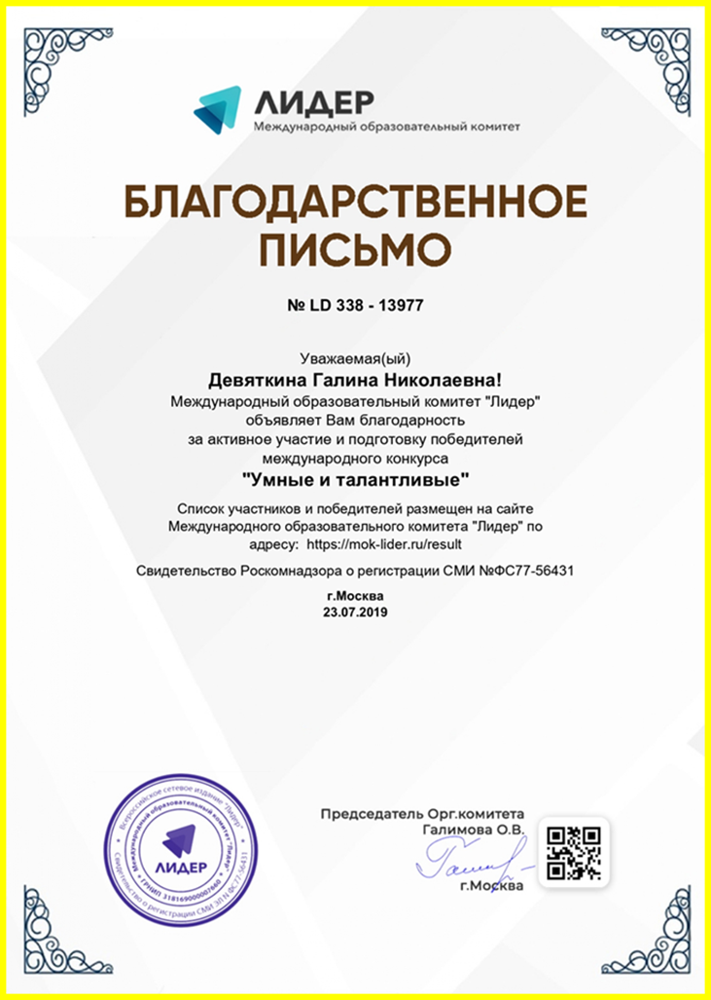 ЛИДЕР
Международный образовательный комитет
БЛАГОДАРСТВЕННОЕ
ПИСЬМО
№ LD 338 - 13977
Уважаемая(ый)
Девяткина Галина Николаевна!
Международный образовательный комитет "Лидер"
объявляет Вам благодарность
за активное участие и подготовку победителей
международного конкурса
"Умные и талантливые"
Список участников и победителей размещен на сайте
Международного образовательного комитета "Лидер" по
адресу: https://mok-lider.ru/result
Свидетельство Роскомнадзора о регистрации СМИ №ФС77-56431
г.Москва
23.07.2019
Всероссийское сетевое издание "Лидер"
Международный образовательный комитет "Лидер"
ЛИДЕР
ГРНИП 318169000007660
Свидетельство о регистрации СМИ ЭЛ N ФС77-56431
Председатель Орг.комитета
Галимова О.В.
г.Москва